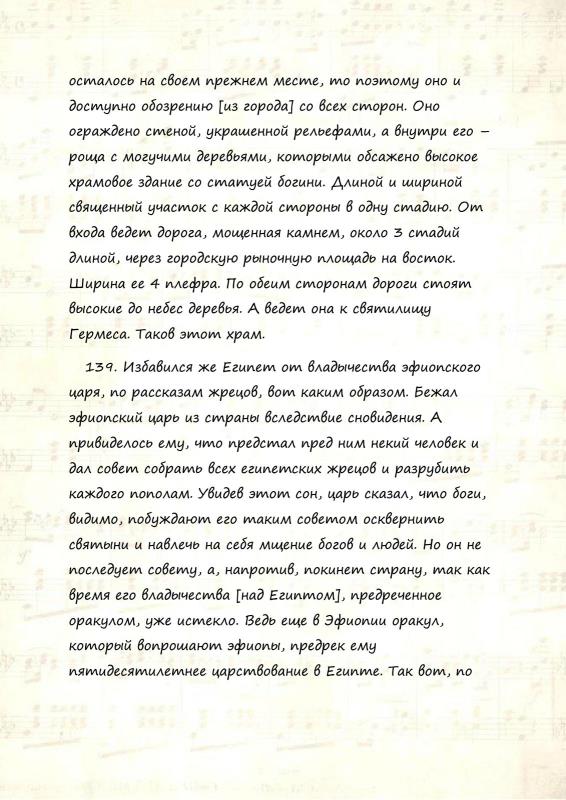 осталось на своем прежнем месте, то поэтому оно и
доступно обозрению [из города] со всех сторон. Оно
ограждено стеной, украшенной рельефами, а внутри его –
роща с могучими деревьями, которыми обсажено высокое
храмовое здание со статуей богини. Длиной и шириной
священный участок с каждой стороны в одну стадию. От
входа ведет дорога, мощенная камнем, около 3 стадий
длиной, через городскую рыночную площадь на восток.
Ширина ее 4 плефра. По обеим сторонам дороги стоят
высокие до небес деревья. А ведет она к святилищу
Гермеса. Таков этот храм.
139. Избавился же Египет от владычества эфиопского
царя, по рассказам жрецов, вот каким образом. Бежал
эфиопский царь из страны вследствие сновидения. А
привиделось ему, что предстал пред ним некий человек и
дал совет собрать всех египетских жрецов и разрубить
каждого пополам. Увидев этот сон, царь сказал, что боги,
видимо, побуждают его таким советом осквернить
святыни и навлечь на себя мщение богов и людей. Но он не
последует совету, а, напротив, покинет страну, так как
время его владычества [над Египтом], предреченное
оракулом, уже истекло. Ведь еще в Эфиопии оракул,
который вопрошают эфиопы, предрек ему
пятидесятилетнее царствование в Египте. Так вот, по